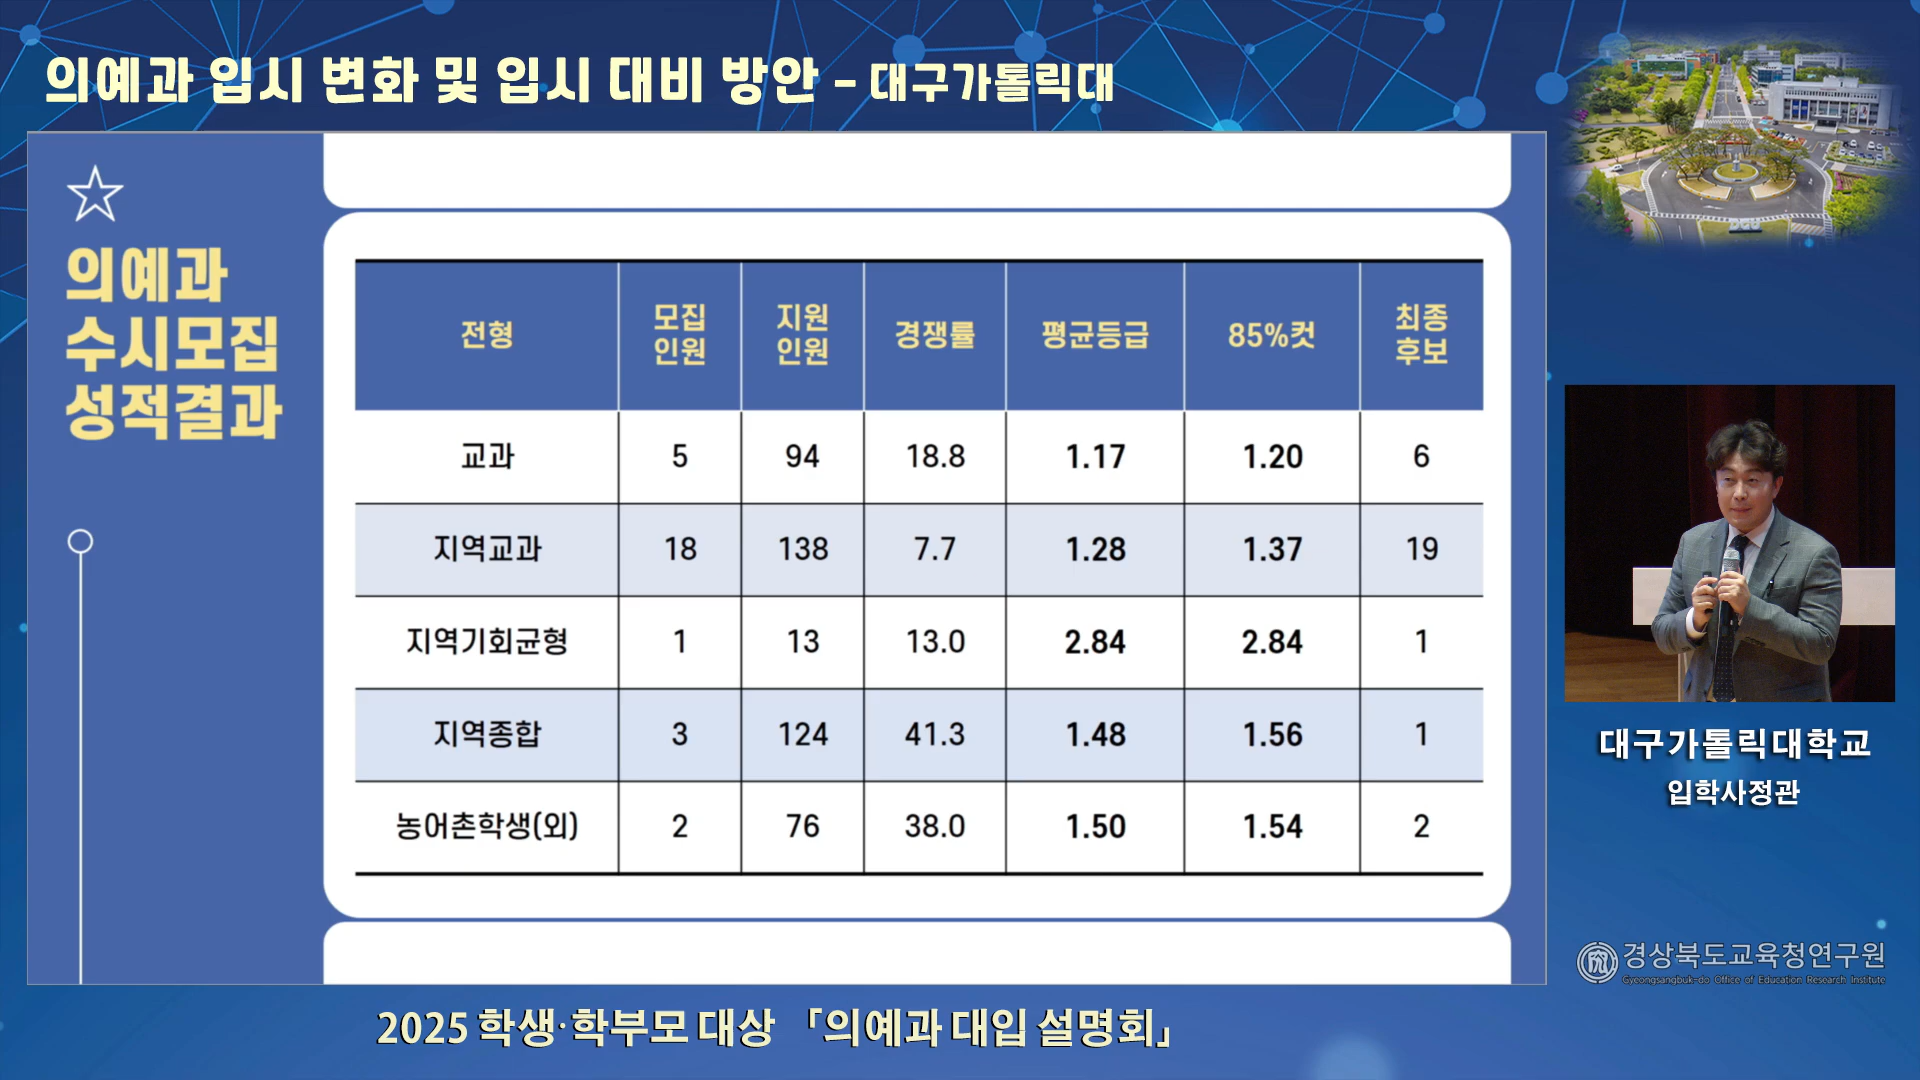 의예과 입시 변화 및 입시 대비 방안 - 대구가톨릭대
의예과
수시모집
성적결과
전형 모집인원 지원인원 경쟁률 평균등급 85%컷 최종후보
교과 5 94 18.8 1.17 1.20 6
지역교과 18 138 7.7 1.28 1.37 19
지역기회균형 1 13 13.0 2.84 2.84 1
지역종합 3 124 41.3 1.48 1.56 1
농어촌학생(외) 2 76 38.0 1.50 1.54 2
대구가톨릭대학교
입학사정관
경상북도교육청연구원
Gyeongsangbuk-do Office of Education Research Institute
2025 학생·학부모 대상 「의예과 대입 설명회」